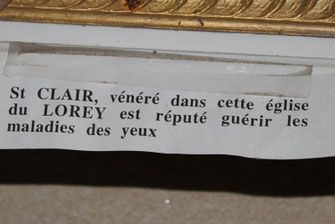 St CLAIR, vénéré dans cette église
du LOREY est réputé guérir les
maladies des yeux